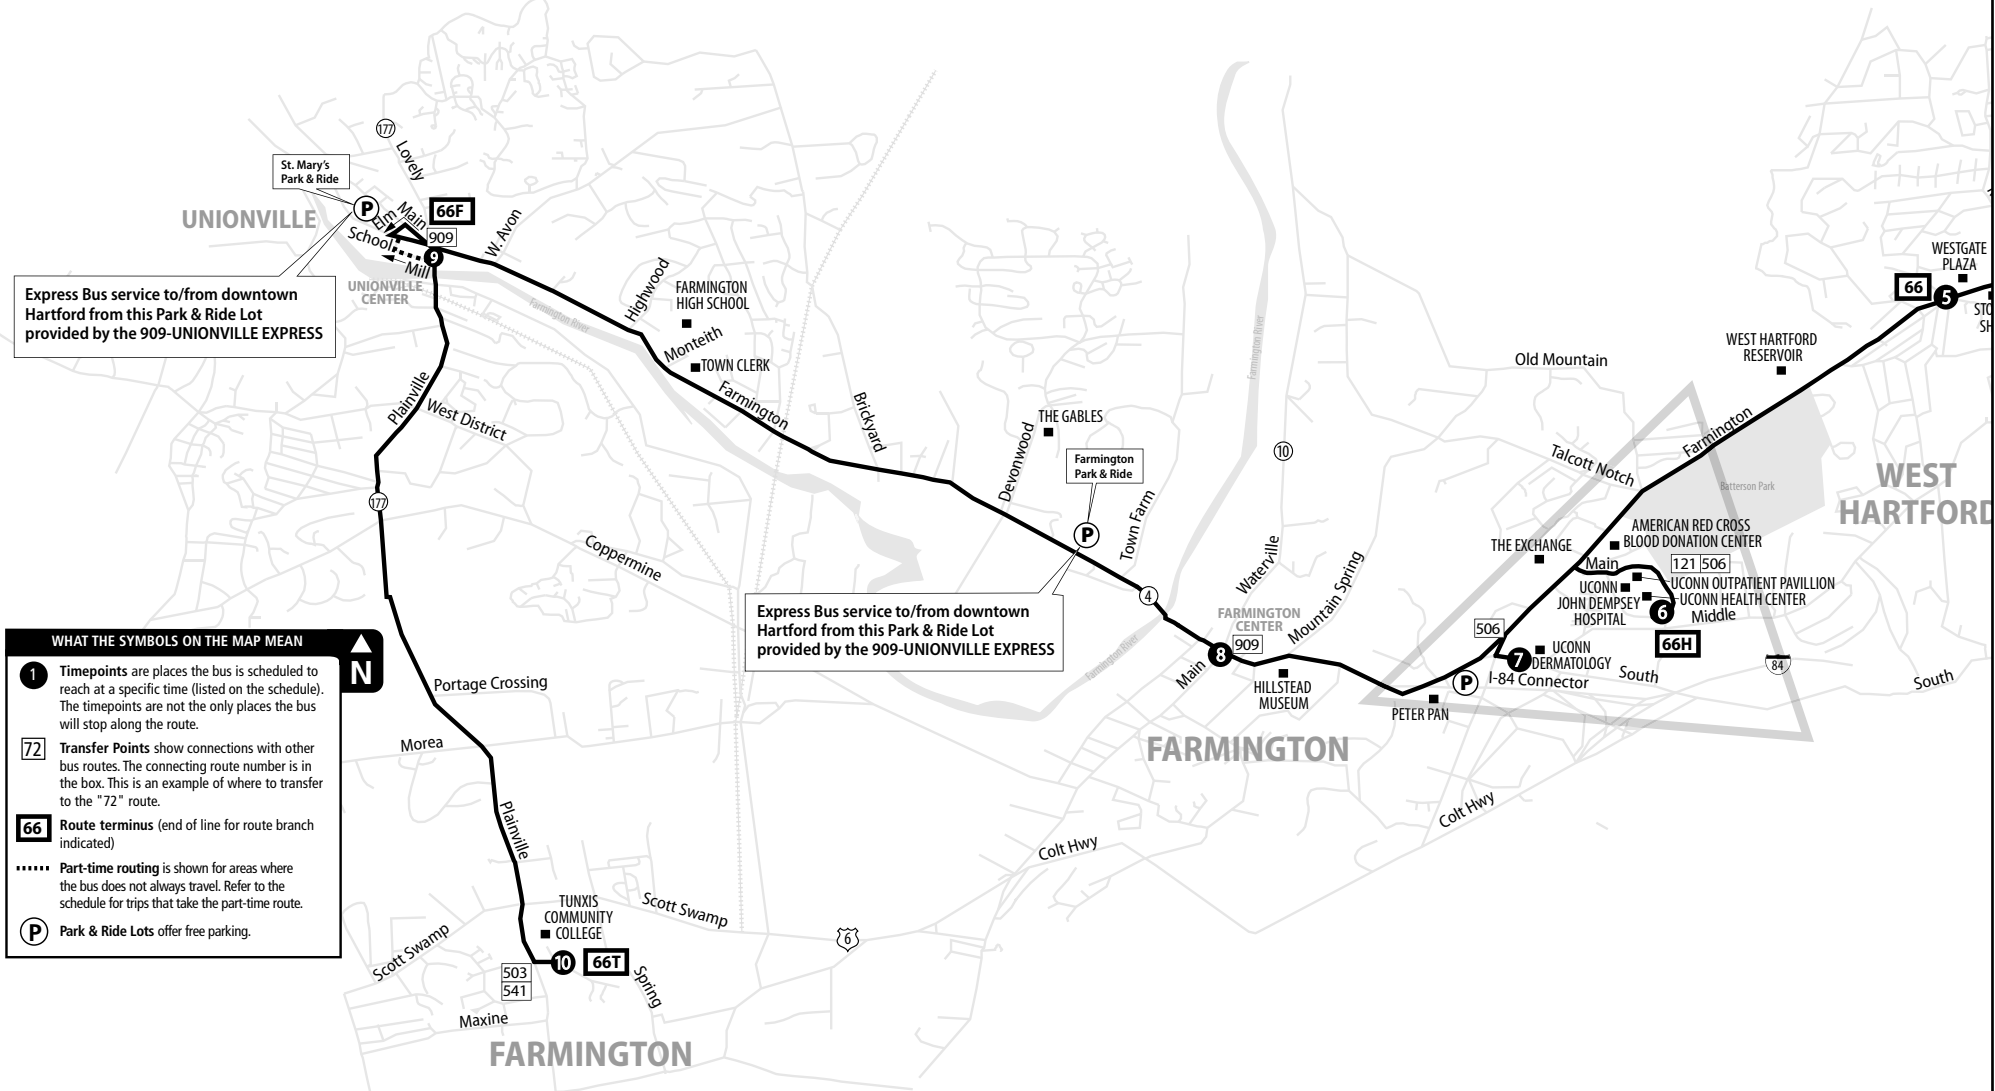 177
Lovely
St. Mary's
Park & Ride
P
UNIONVILLE
Main
Elm
66F
909
School
9
Mill
W. Avon
UNIONVILLE
CENTER
Express Bus service to/from downtown
Hartford from this Park & Ride Lot
provided by the 909-UNIONVILLE EXPRESS
Farmington River
Highwood
FARMINGTON
HIGH SCHOOL
Monteith
TOWN CLERK
Farmington
Brickyard
Plainville
West District
177
Coppermine
Devonwood
THE GABLES
Farmington
Park & Ride
P
Town Farm
Farmington River
10
4
Express Bus service to/from downtown
Hartford from this Park & Ride Lot
provided by the 909-UNIONVILLE EXPRESS
Farmington River
Waterville
Mountain Spring
FARMINGTON
CENTER
909
8
Main
HILLSTEAD
MUSEUM
FARMINGTON
Old Mountain
WESTGATE
PLAZA
66
5
STO
SH
WEST HARTFORD
RESERVOIR
Farmington
Talcott Notch
Batterson Park
WEST
HARTFORD
AMERICAN RED CROSS
BLOOD DONATION CENTER
THE EXCHANGE
Main
121
506
UCONN OUTPATIENT PAVILLION
UCONN
JOHN DEMPSEY
HOSPITAL
UCONN HEALTH CENTER
6
Middle
66H
506
7
UCONN
DERMATOLOGY
P
I-84 Connector
South
84
South
PETER PAN
Colt Hwy
Colt Hwy
WHAT THE SYMBOLS ON THE MAP MEAN
N
1
Timepoints are places the bus is scheduled to
reach at a specific time (listed on the schedule).
The timepoints are not the only places the bus
will stop along the route.
72
Transfer Points show connections with other
bus routes. The connecting route number is in
the box. This is an example of where to transfer
to the "72" route.
66
Route terminus (end of line for route branch
indicated)
Part-time routing is shown for areas where
the bus does not always travel. Refer to the
schedule for trips that take the part-time route.
P
Park & Ride Lots offer free parking.
Portage Crossing
Morea
Plainville
TUNXIS
COMMUNITY
COLLEGE
Scott Swamp
6
Scott Swamp
10
66T
503
541
Spring
Maxine
FARMINGTON